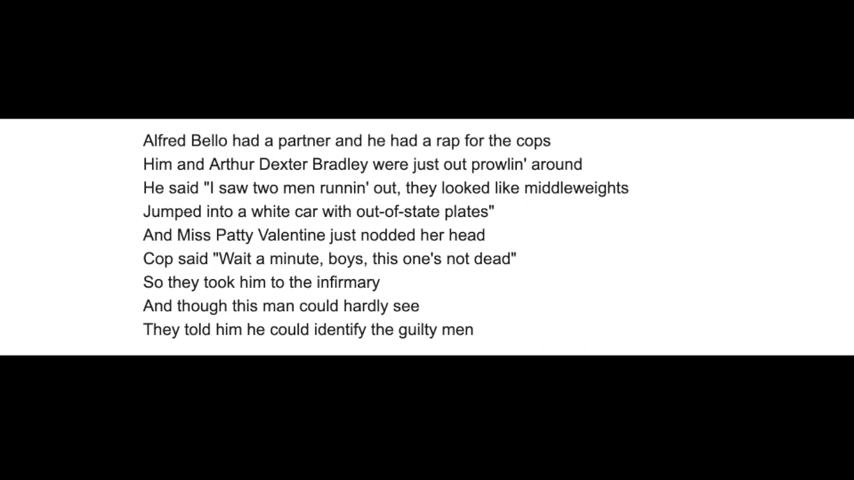 Alfred Bello had a partner and he had a rap for the cops
Him and Arthur Dexter Bradley were just out prowlin' around
He said "I saw two men runnin' out, they looked like middleweights
Jumped into a white car with out-of-state plates"
And Miss Patty Valentine just nodded her head
Cop said "Wait a minute, boys, this one's not dead"
So they took him to the infirmary
And though this man could hardly see
They told him he could identify the guilty men